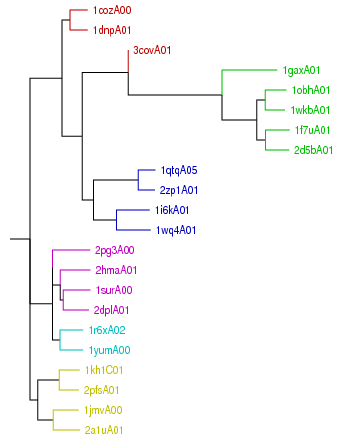 1cozA00
1dnpA01
3covA01
1gaxA01
1obhA01
1wkbA01
1f7uA01
2d5bA01
1qtqA05
2zp1A01
1i6kA01
1wq4A01
2pg3A00
2hmaA01
1surA00
2dplA01
1r6xA02
1yumA00
1kh1C01
2pfsA01
1jmvA00
2a1uA01